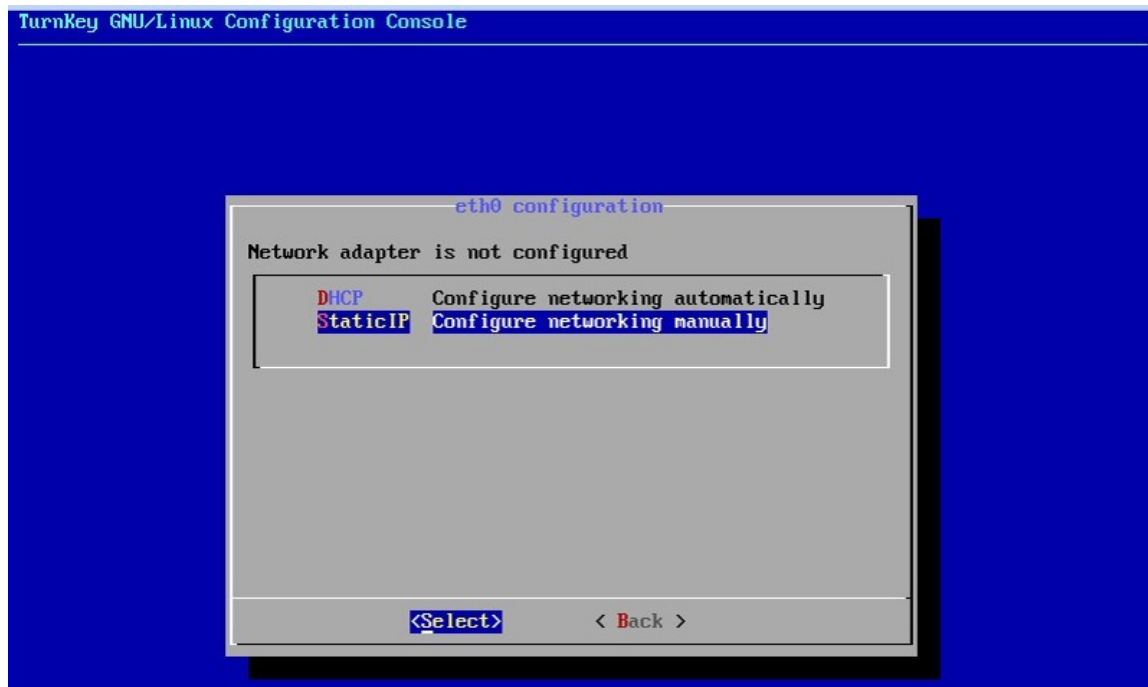 TurnKey GNU/Linux Configuration Console
eth0 configuration
Network adapter is not configured
DHCP Configure networking automatically
StaticIP Configure networking manually
<Select> < Back >